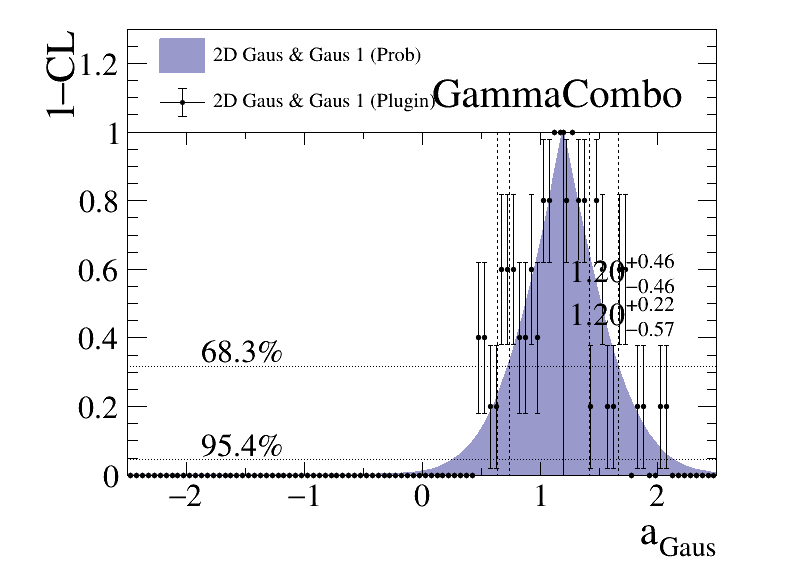 1–CL
2D Gaus & Gaus 1 (Prob)
2D Gaus & Gaus 1 (Plugin)
GammaCombo
1.2
1
0.8
0.6
0.4
0.2
0
1.20 +0.46 −0.46
1.20 +0.22 −0.57
68.3%
95.4%
−2 −1 0 1 2
a Gaus